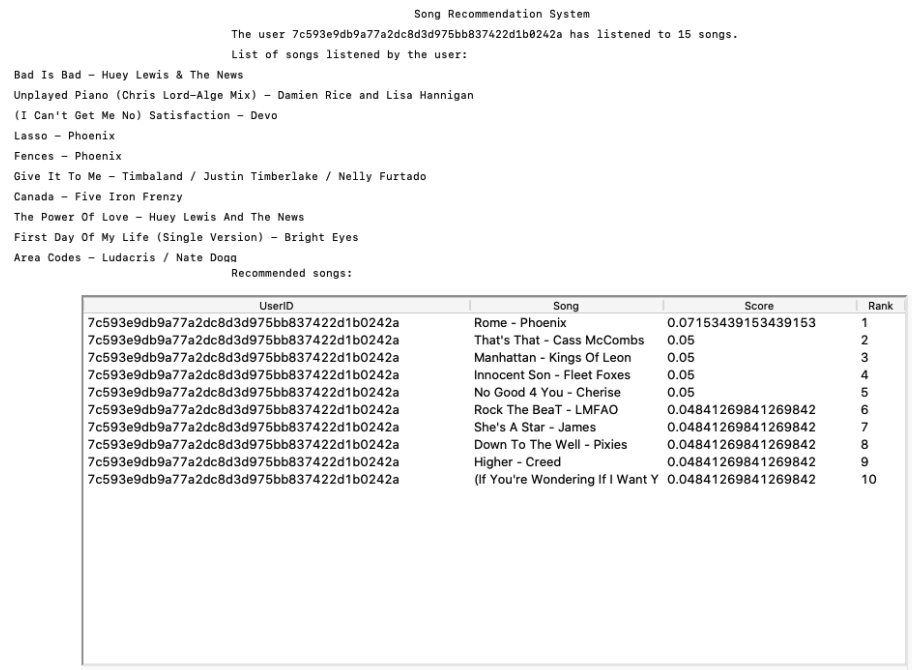 Song Recommendation System
The user 7c593e9db9a77a2dc8d3d975bb837422d1b0242a has listened to 15 songs.
List of songs listened by the user:
Bad Is Bad – Huey Lewis & The News
Unplayed Piano (Chris Lord–Alge Mix) – Damien Rice and Lisa Hannigan
(I Can't Get Me No) Satisfaction – Devo
Lasso – Phoenix
Fences – Phoenix
Give It To Me – Timbaland / Justin Timberlake / Nelly Furtado
Canada – Five Iron Frenzy
The Power Of Love – Huey Lewis And The News
First Day Of My Life (Single Version) – Bright Eyes
Area Codes – Ludacris / Nate Dogg
Recommended songs:
UserID Song Score Rank
7c593e9db9a77a2dc8d3d975bb837422d1b0242a Rome - Phoenix 0.07153439153439153 1
7c593e9db9a77a2dc8d3d975bb837422d1b0242a That's That - Cass McCombs 0.05 2
7c593e9db9a77a2dc8d3d975bb837422d1b0242a Manhattan - Kings Of Leon 0.05 3
7c593e9db9a77a2dc8d3d975bb837422d1b0242a Innocent Son - Fleet Foxes 0.05 4
7c593e9db9a77a2dc8d3d975bb837422d1b0242a No Good 4 You - Cherise 0.05 5
7c593e9db9a77a2dc8d3d975bb837422d1b0242a Rock The BeaT - LMFAO 0.04841269841269842 6
7c593e9db9a77a2dc8d3d975bb837422d1b0242a She's A Star - James 0.04841269841269842 7
7c593e9db9a77a2dc8d3d975bb837422d1b0242a Down To The Well - Pixies 0.04841269841269842 8
7c593e9db9a77a2dc8d3d975bb837422d1b0242a Higher - Creed 0.04841269841269842 9
7c593e9db9a77a2dc8d3d975bb837422d1b0242a (If You're Wondering If I Want Y 0.04841269841269842 10